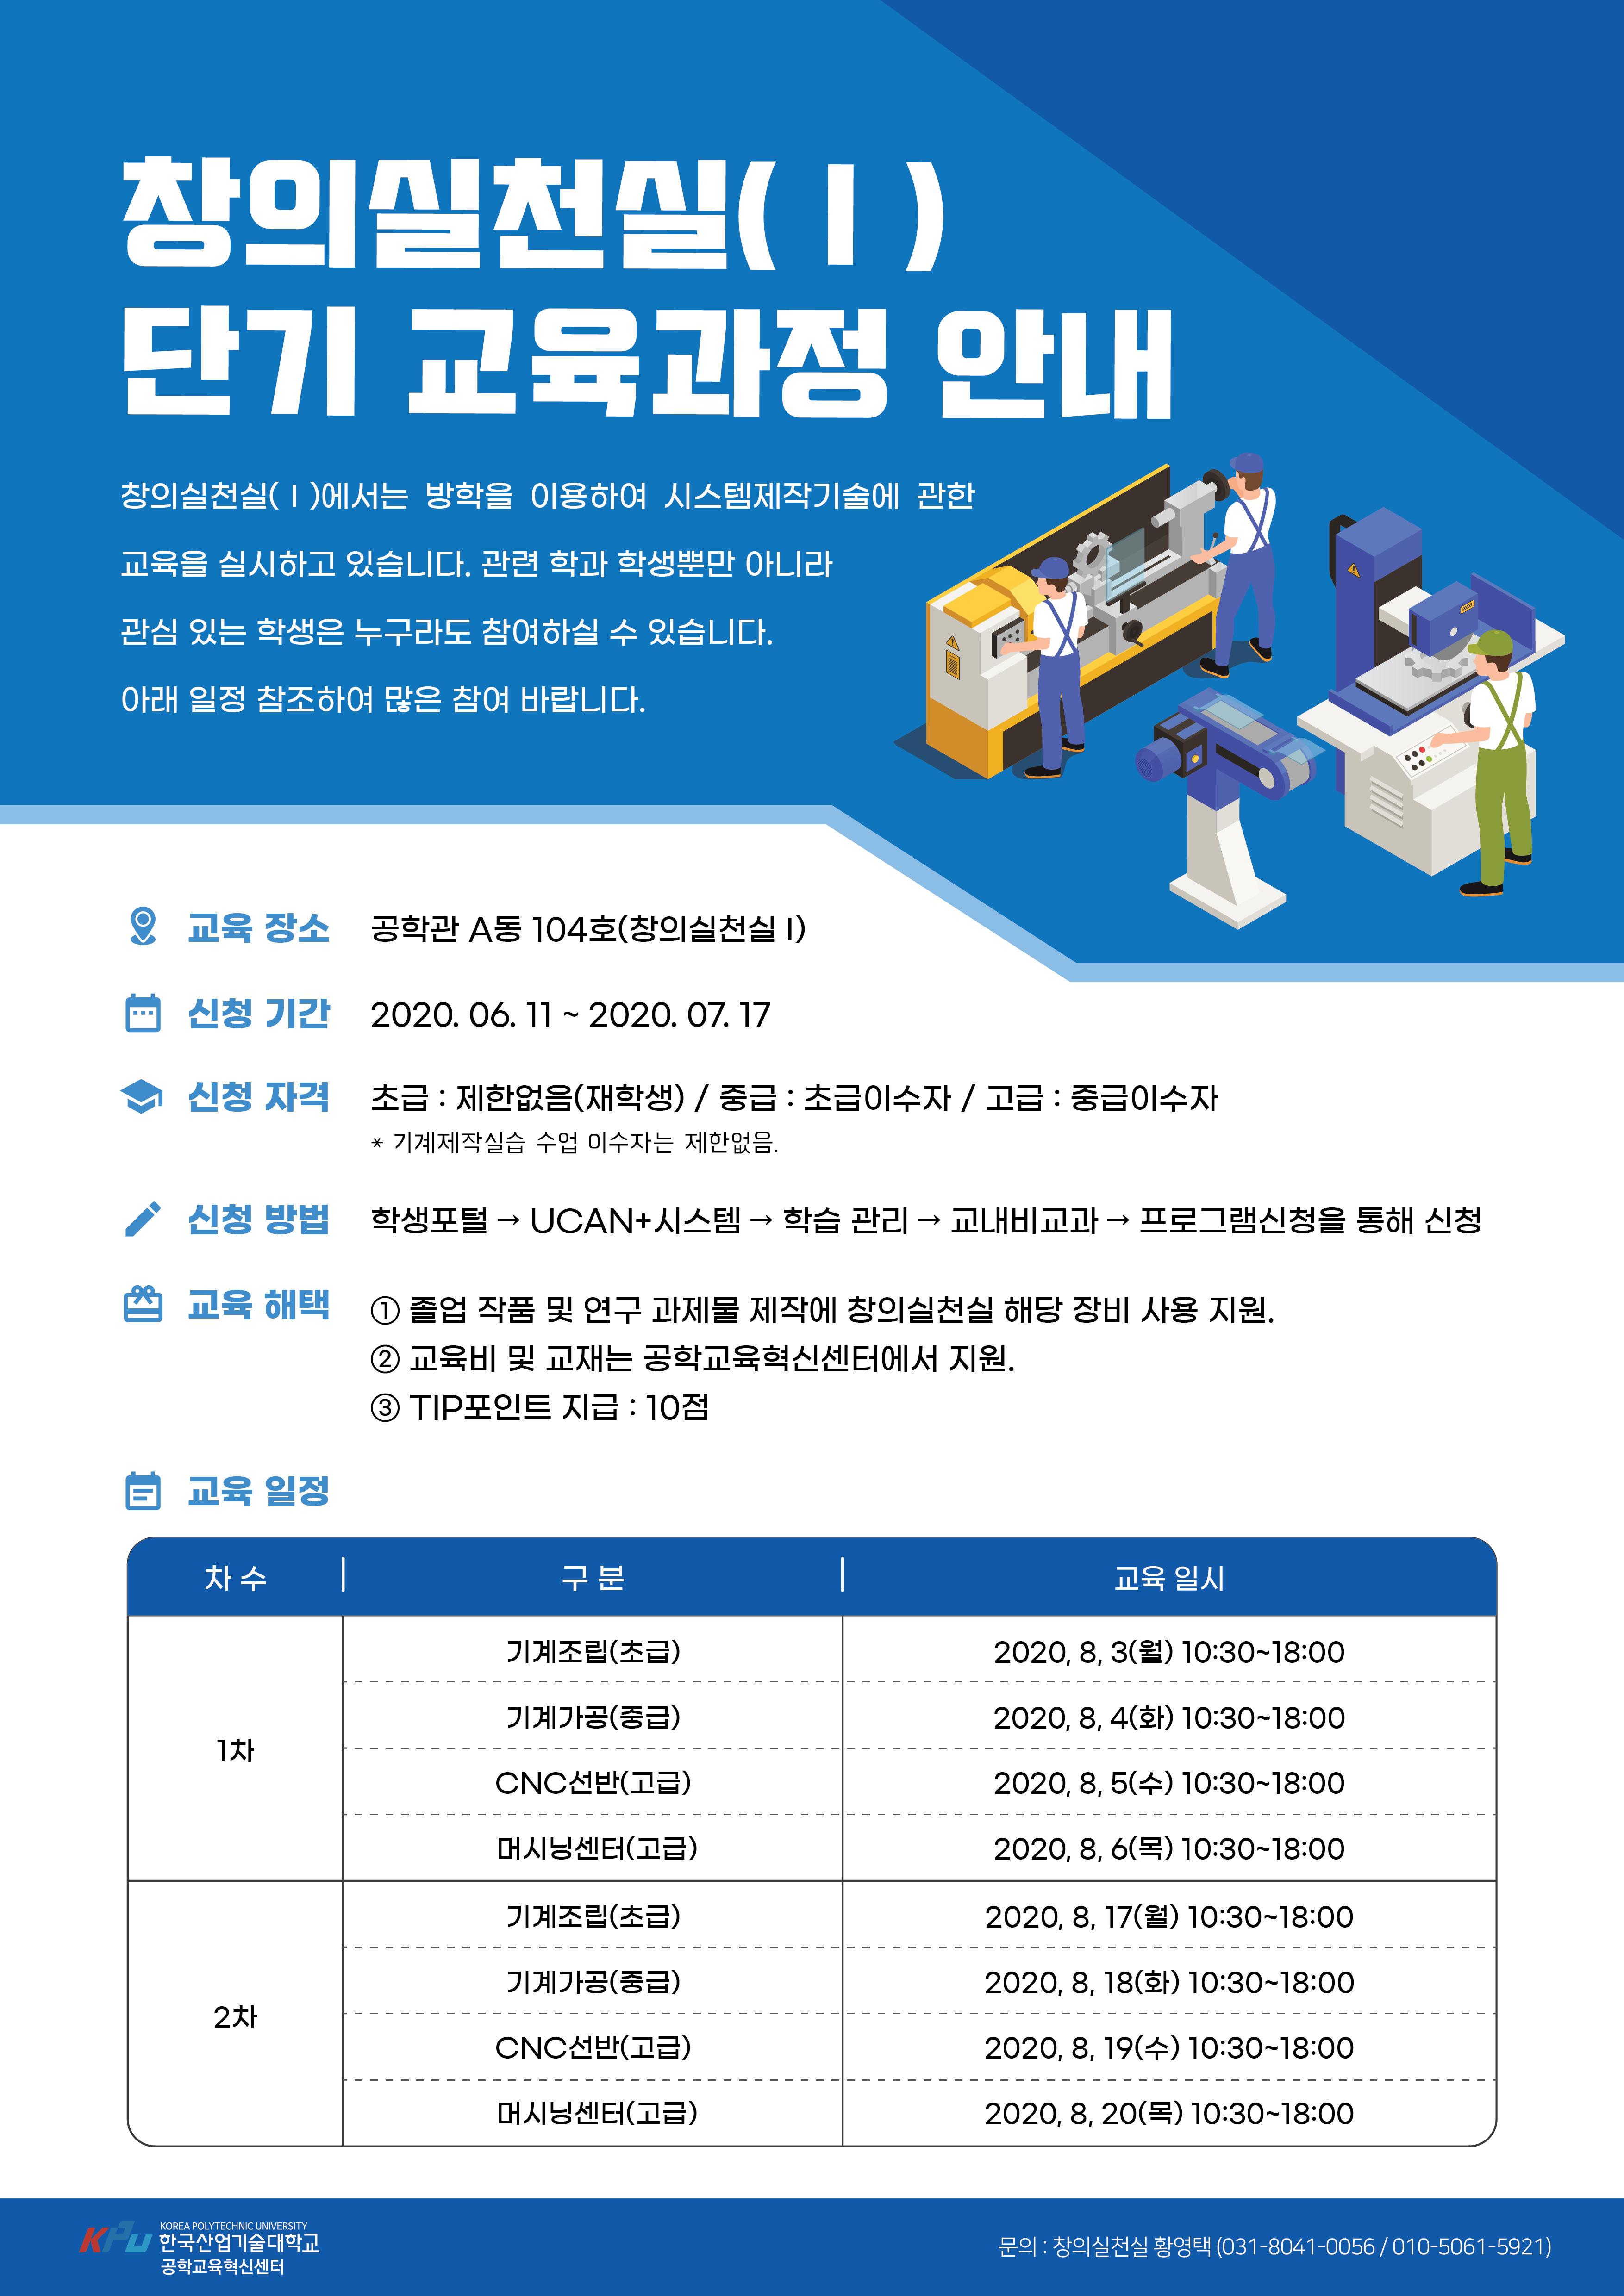 창의실천실( Ⅰ )
단기 교육과정 안내
창의실천실( Ⅰ )에서는 방학을 이용하여 시스템제작기술에 관한
교육을 실시하고 있습니다. 관련 학과 학생뿐만 아니라
관심 있는 학생은 누구라도 참여하실 수 있습니다.
아래 일정 참조하여 많은 참여 바랍니다.
교육 장소 공학관 A동 104호(창의실천실 Ⅰ)
신청 기간 2020. 06. 11 ~ 2020. 07. 17
신청 자격 초급 : 제한없음(재학생) / 중급 : 초급이수자 / 고급 : 중급이수자
* 기계제작실습 수업 이수자는 제한없음.
신청 방법 학생포털 → UCAN+시스템 → 학습 관리 → 교내비교과 → 프로그램신청을 통해 신청
교육 해택 ① 졸업 작품 및 연구 과제물 제작에 창의실천실 해당 장비 사용 지원.
② 교육비 및 교재는 공학교육혁신센터에서 지원.
③ TIP포인트 지급 : 10점
교육 일정
차 수 구 분 교육 일시
1차
기계조립(초급) 2020, 8, 3(월) 10:30~18:00
기계가공(중급) 2020, 8, 4(화) 10:30~18:00
CNC선반(고급) 2020, 8, 5(수) 10:30~18:00
머시닝센터(고급) 2020, 8, 6(목) 10:30~18:00
2차
기계조립(초급) 2020, 8, 17(월) 10:30~18:00
기계가공(중급) 2020, 8, 18(화) 10:30~18:00
CNC선반(고급) 2020, 8, 19(수) 10:30~18:00
머시닝센터(고급) 2020, 8, 20(목) 10:30~18:00
KPU KOREA POLYTECHNIC UNIVERSITY
한국산업기술대학교
공학교육혁신센터
문의 : 창의실천실 황영택 (031-8041-0056 / 010-5061-5921)